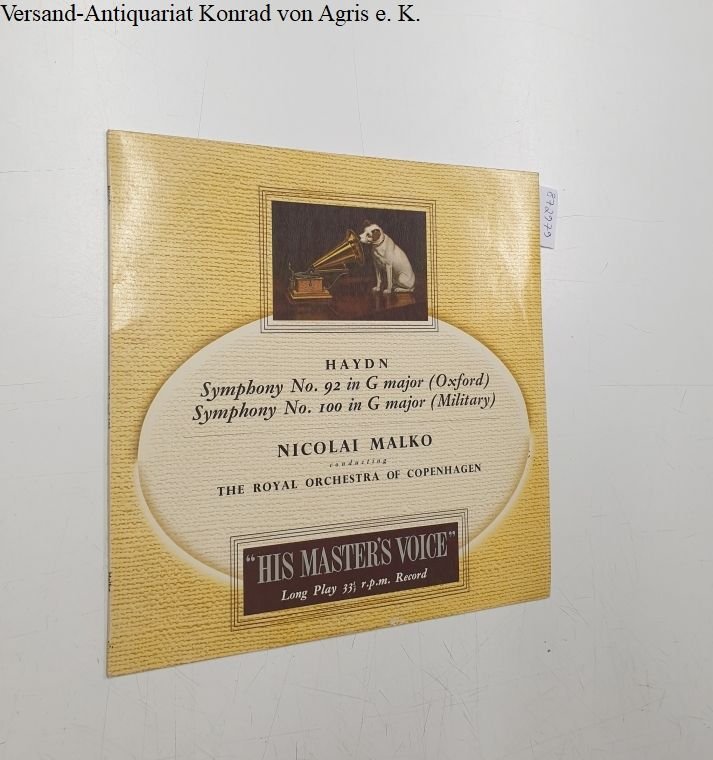 Versand-Antiquariat Konrad von Agris e. K.
872979
HAYDN
Symphony No. 92 in G major (Oxford)
Symphony No. 100 in G major (Military)
NICOLAI MALKO
conducting
THE ROYAL ORCHESTRA OF COPENHAGEN
"HIS MASTER'S VOICE"
Long Play 33⅓ r.p.m. Record